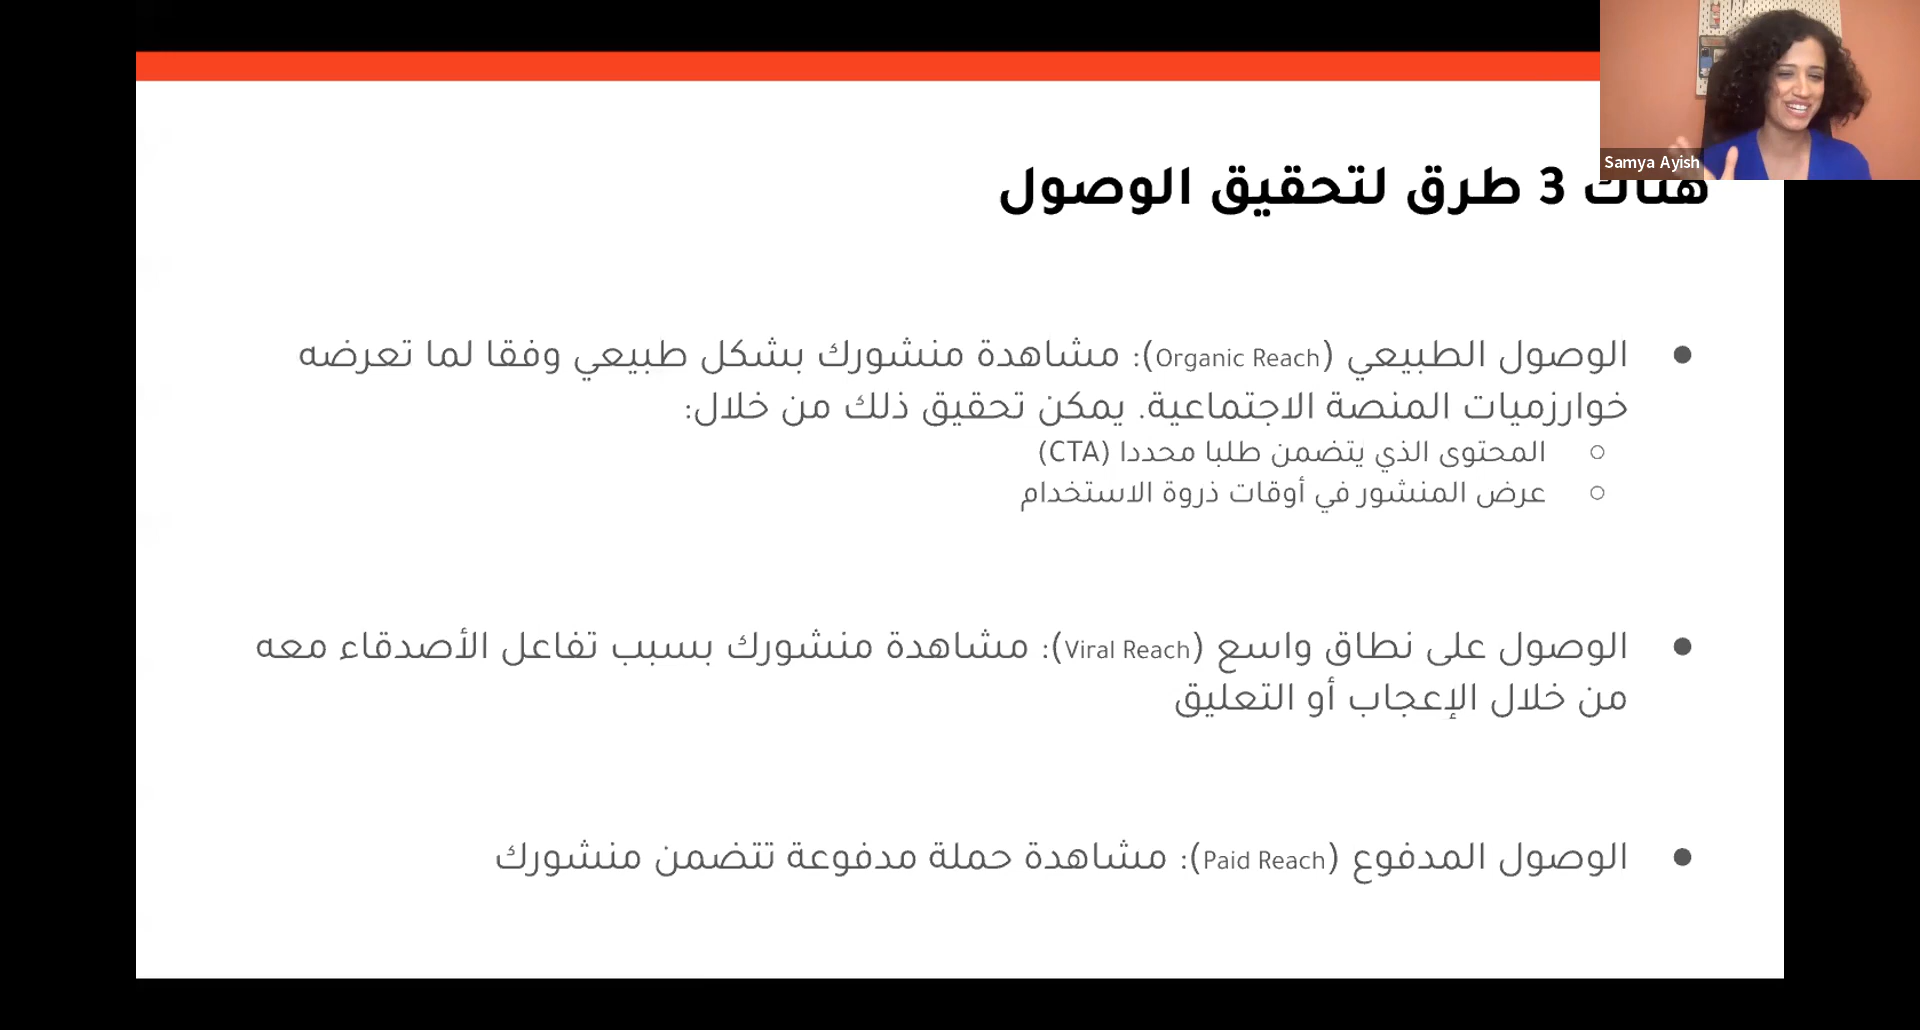 Samya Ayish
هناك 3 طرق لتحقيق الوصول
● الوصول الطبيعي (Organic Reach): مشاهدة منشورك بشكل طبيعي وفقا لما تعرضه
خوارزميات المنصة الاجتماعية. يمكن تحقيق ذلك من خلال:
○ المحتوى الذي يتضمن طلبا محددا (CTA)
○ عرض المنشور في أوقات ذروة الاستخدام
● الوصول على نطاق واسع (Viral Reach): مشاهدة منشورك بسبب تفاعل الأصدقاء معه
من خلال الإعجاب أو التعليق
● الوصول المدفوع (Paid Reach): مشاهدة حملة مدفوعة تتضمن منشورك